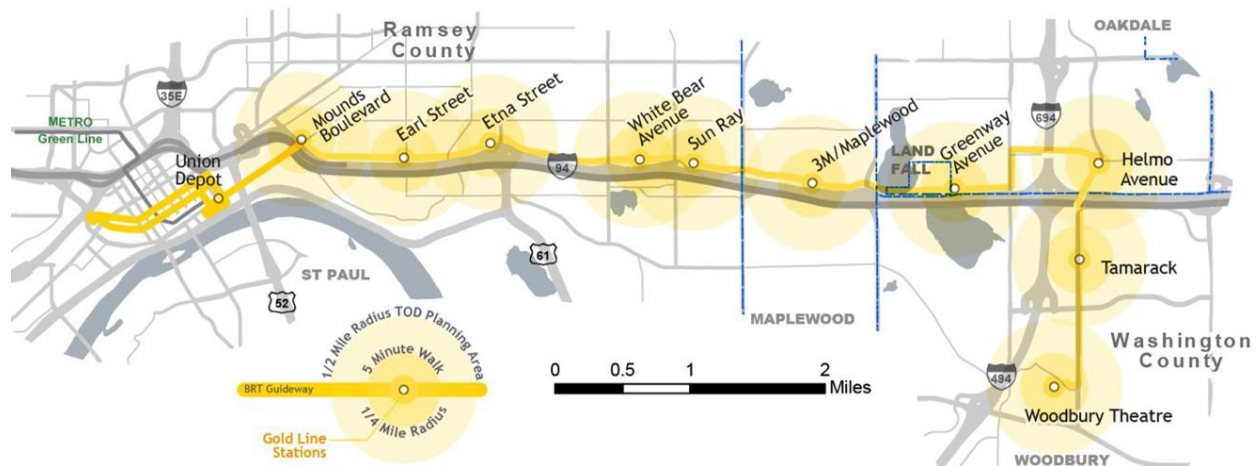 Ramsey
County
OAKDALE
35E
METRO
Green Line
Union
Depot
Mounds
Boulevard
Earl Street
Etna Street
White Bear
Avenue
Sun Ray
3M/Maplewood
LAND
FALL
Greenway
Avenue
694
Helmo
Avenue
94
ST PAUL
52
61
MAPLEWOOD
Tamarack
Washington
County
494
Woodbury Theatre
WOODBURY
1/2 Mile Radius TOD Planning Area
5 Minute Walk
BRT Guideway
1/4 Mile Radius
Gold Line
Stations
0 0.5 1 2
Miles